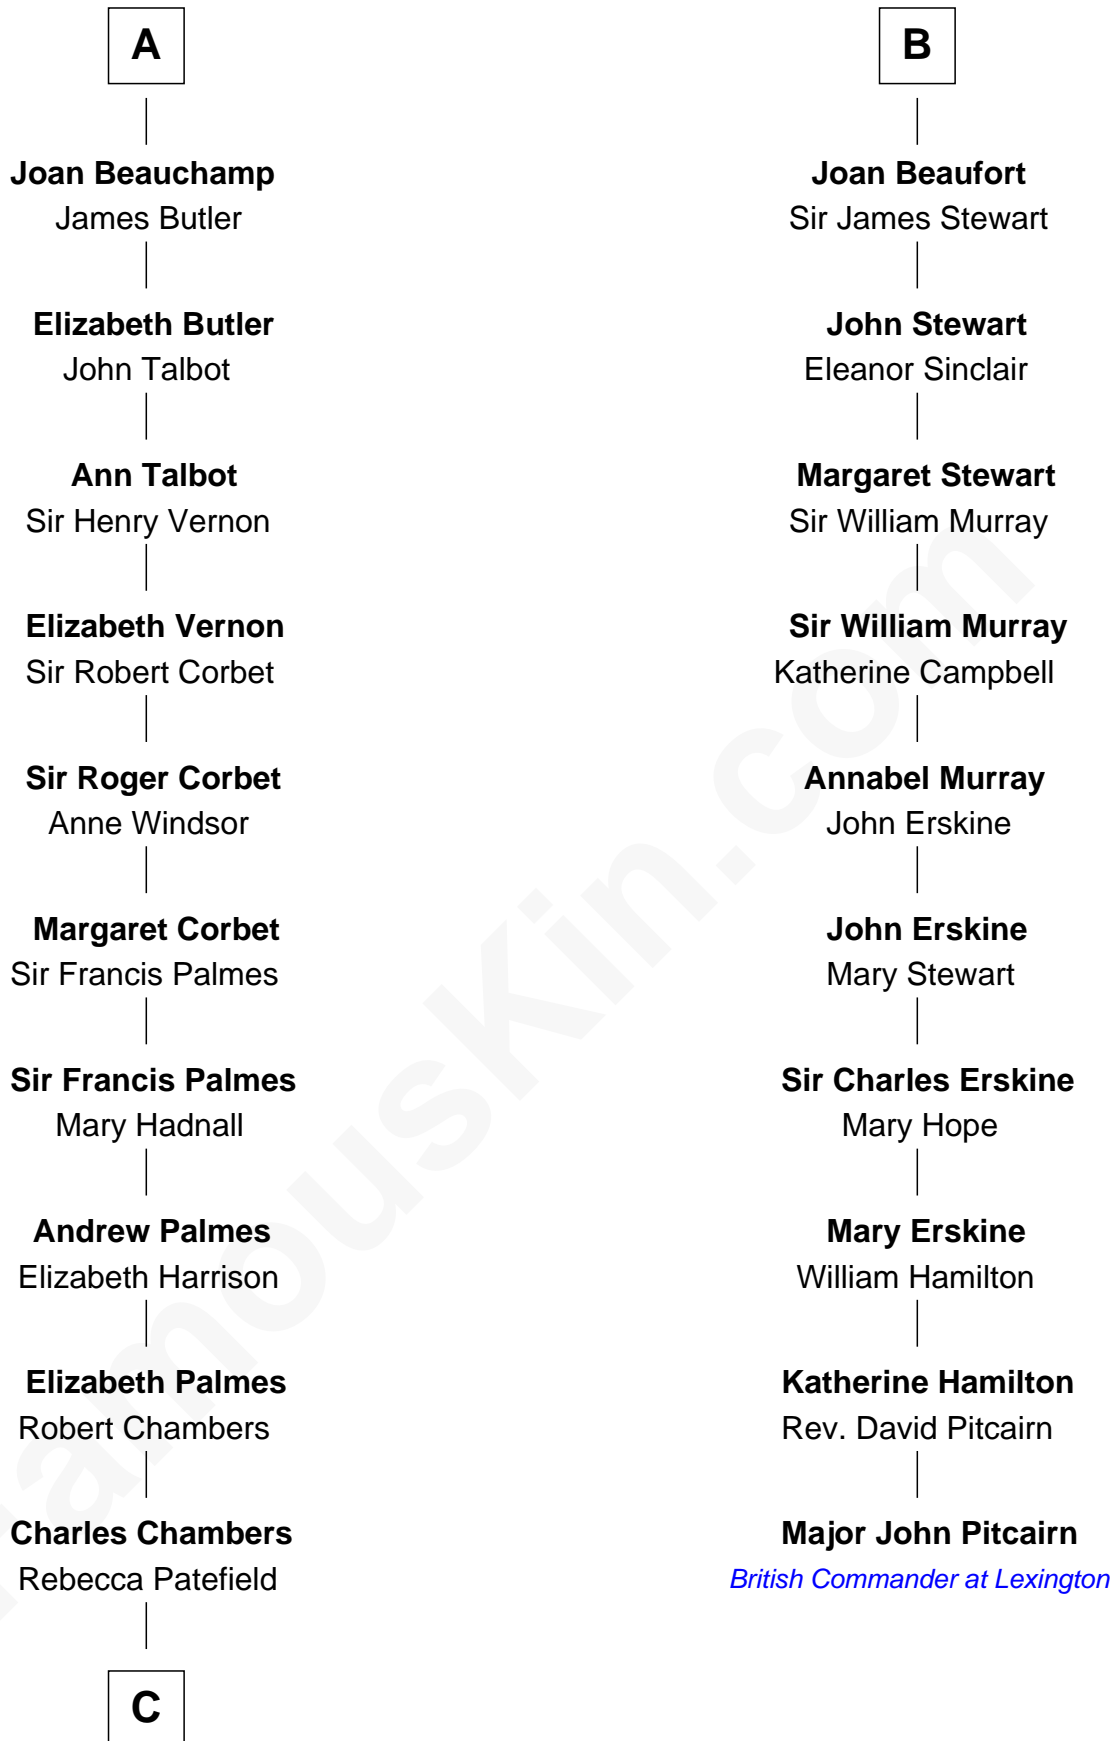 A
Joan Beauchamp
James Butler
Elizabeth Butler
John Talbot
Ann Talbot
Sir Henry Vernon
Elizabeth Vernon
Sir Robert Corbet
Sir Roger Corbet
Anne Windsor
Margaret Corbet
Sir Francis Palmes
Sir Francis Palmes
Mary Hadnall
Andrew Palmes
Elizabeth Harrison
Elizabeth Palmes
Robert Chambers
Charles Chambers
Rebecca Patefield
C
B
Joan Beaufort
Sir James Stewart
John Stewart
Eleanor Sinclair
Margaret Stewart
Sir William Murray
Sir William Murray
Katherine Campbell
Annabel Murray
John Erskine
John Erskine
Mary Stewart
Sir Charles Erskine
Mary Hope
Mary Erskine
William Hamilton
Katherine Hamilton
Rev. David Pitcairn
Major John Pitcairn
British Commander at Lexington
FamousKin.com